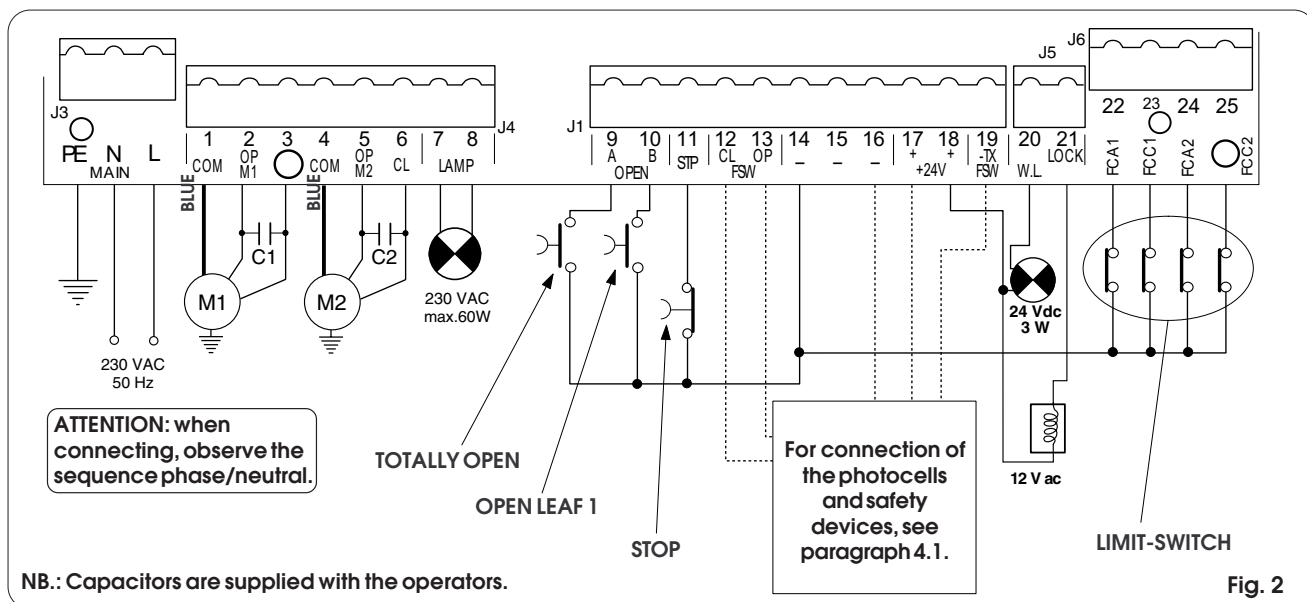 J3
PE N L
MAIN
J4
1 2 3 4 5 6 7 8
COM OP M1 COM OP M2 CL LAMP
BLUE BLUE
C1 C2
M1 M2
230 VAC
max.60W
230 VAC
50 Hz
ATTENTION: when
connecting, observe the
sequence phase/neutral.
J1
9 10 11 12 13 14 15 16 17 18 19
A B STP CL OP – – – + + -TX
OPEN FSW +24V FSW
J5
20 21
W.L. LOCK
J6
22 23 24 25
FCA1 FCC1 FCA2 FCC2
24 Vdc
3 W
12 V ac
TOTALLY OPEN
OPEN LEAF 1
STOP
For connection of
the photocells
and safety
devices, see
paragraph 4.1.
LIMIT-SWITCH
NB.: Capacitors are supplied with the operators.
Fig. 2